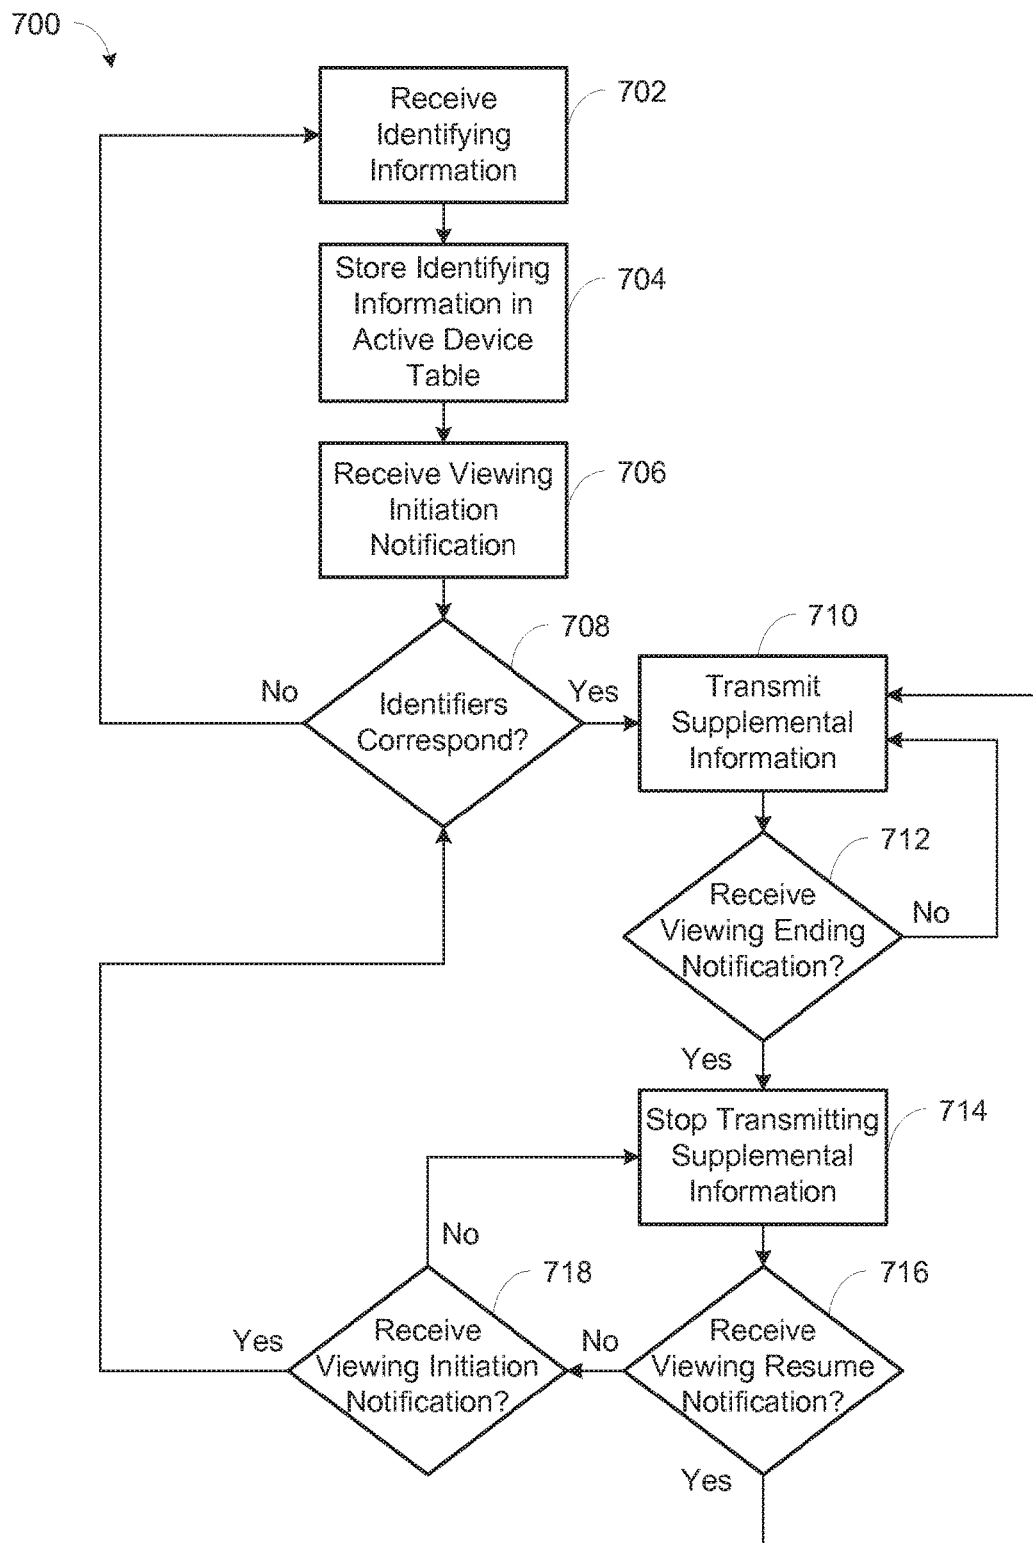 700
Receive
Identifying
Information
702
Store Identifying
Information in
Active Device
Table
704
Receive Viewing
Initiation
Notification
706
Identifiers
Correspond?
708
No
Yes
Transmit
Supplemental
Information
710
Receive
Viewing Ending
Notification?
712
No
Yes
Stop Transmitting
Supplemental
Information
714
Receive
Viewing Resume
Notification?
716
No
Yes
Receive
Viewing Initiation
Notification?
718
No
Yes